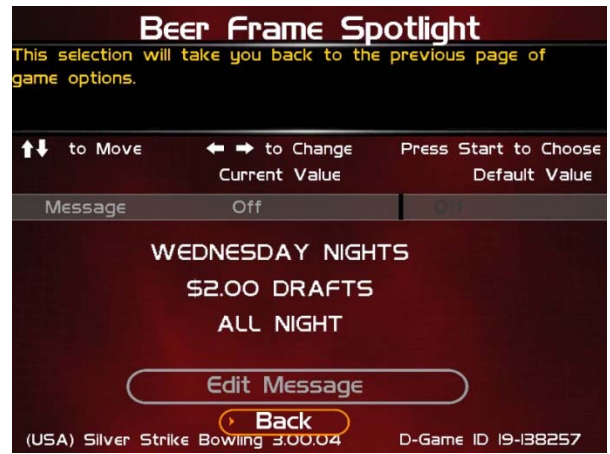 Beer Frame Spotlight
This selection will take you back to the previous page of
game options.
to Move to Change Press Start to Choose
Current Value Default Value
Message Off Off
WEDNESDAY NIGHTS
$2.00 DRAFTS
ALL NIGHT
Edit Message
Back
(USA) Silver Strike Bowling 3.00.04 D-Game ID 19-138257